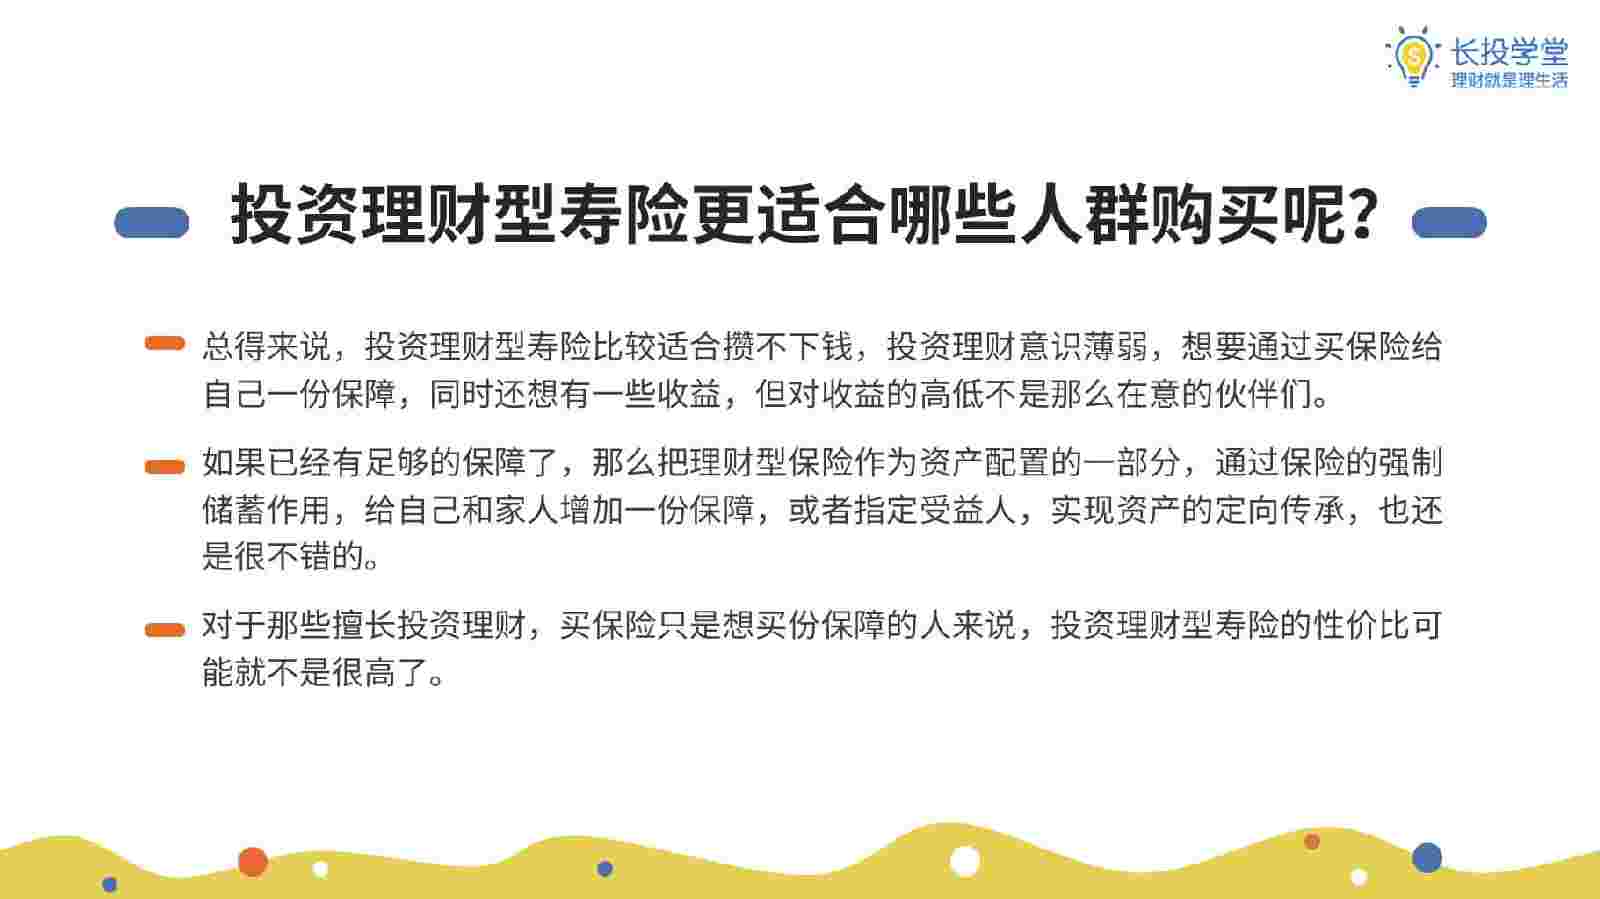 长投学堂
理财就是理生活
投资理财型寿险更适合哪些人群购买呢？
总得来说，投资理财型寿险比较适合攒不下钱，投资理财意识薄弱，想要通过买保险给
自己一份保障，同时还想有一些收益，但对收益的高低不是那么在意的伙伴们。
如果已经有足够的保障了，那么把理财型保险作为资产配置的一部分，通过保险的强制
储蓄作用，给自己和家人增加一份保障，或者指定受益人，实现资产的定向传承，也还
是很不错的。
对于那些擅长投资理财，买保险只是想买份保障的人来说，投资理财型寿险的性价比可
能就不是很高了。